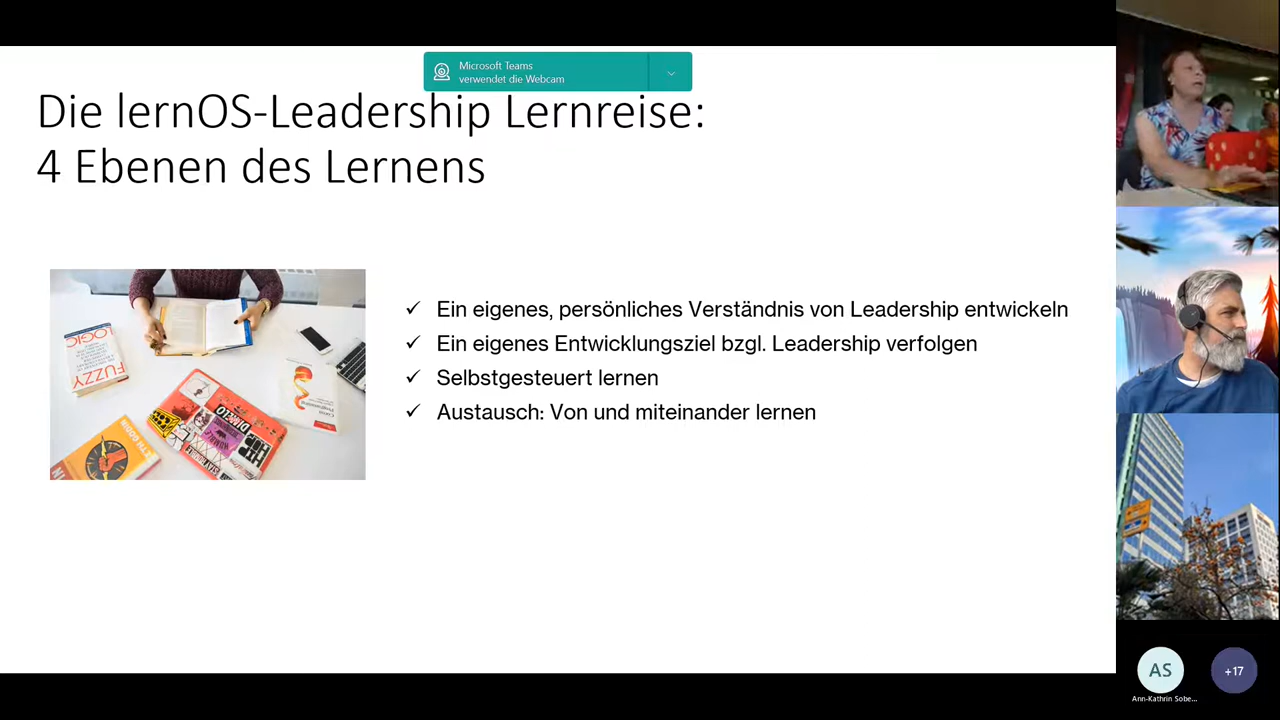 Microsoft Teams
verwendet die Webcam
Die lernOS-Leadership Lernreise:
4 Ebenen des Lernens
Ein eigenes, persönliches Verständnis von Leadership entwickeln
Ein eigenes Entwicklungsziel bzgl. Leadership verfolgen
Selbstgesteuert lernen
Austausch: Von und miteinander lernen
FUZZY
LOGIC
AS
+17
Ann-Kathrin Sobe...